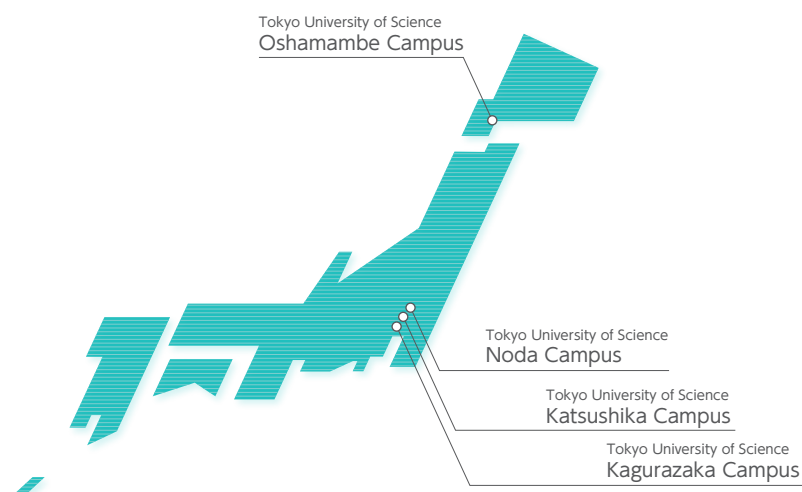 Tokyo University of Science
Oshamambe Campus
Tokyo University of Science
Noda Campus
Tokyo University of Science
Katsushika Campus
Tokyo University of Science
Kagurazaka Campus